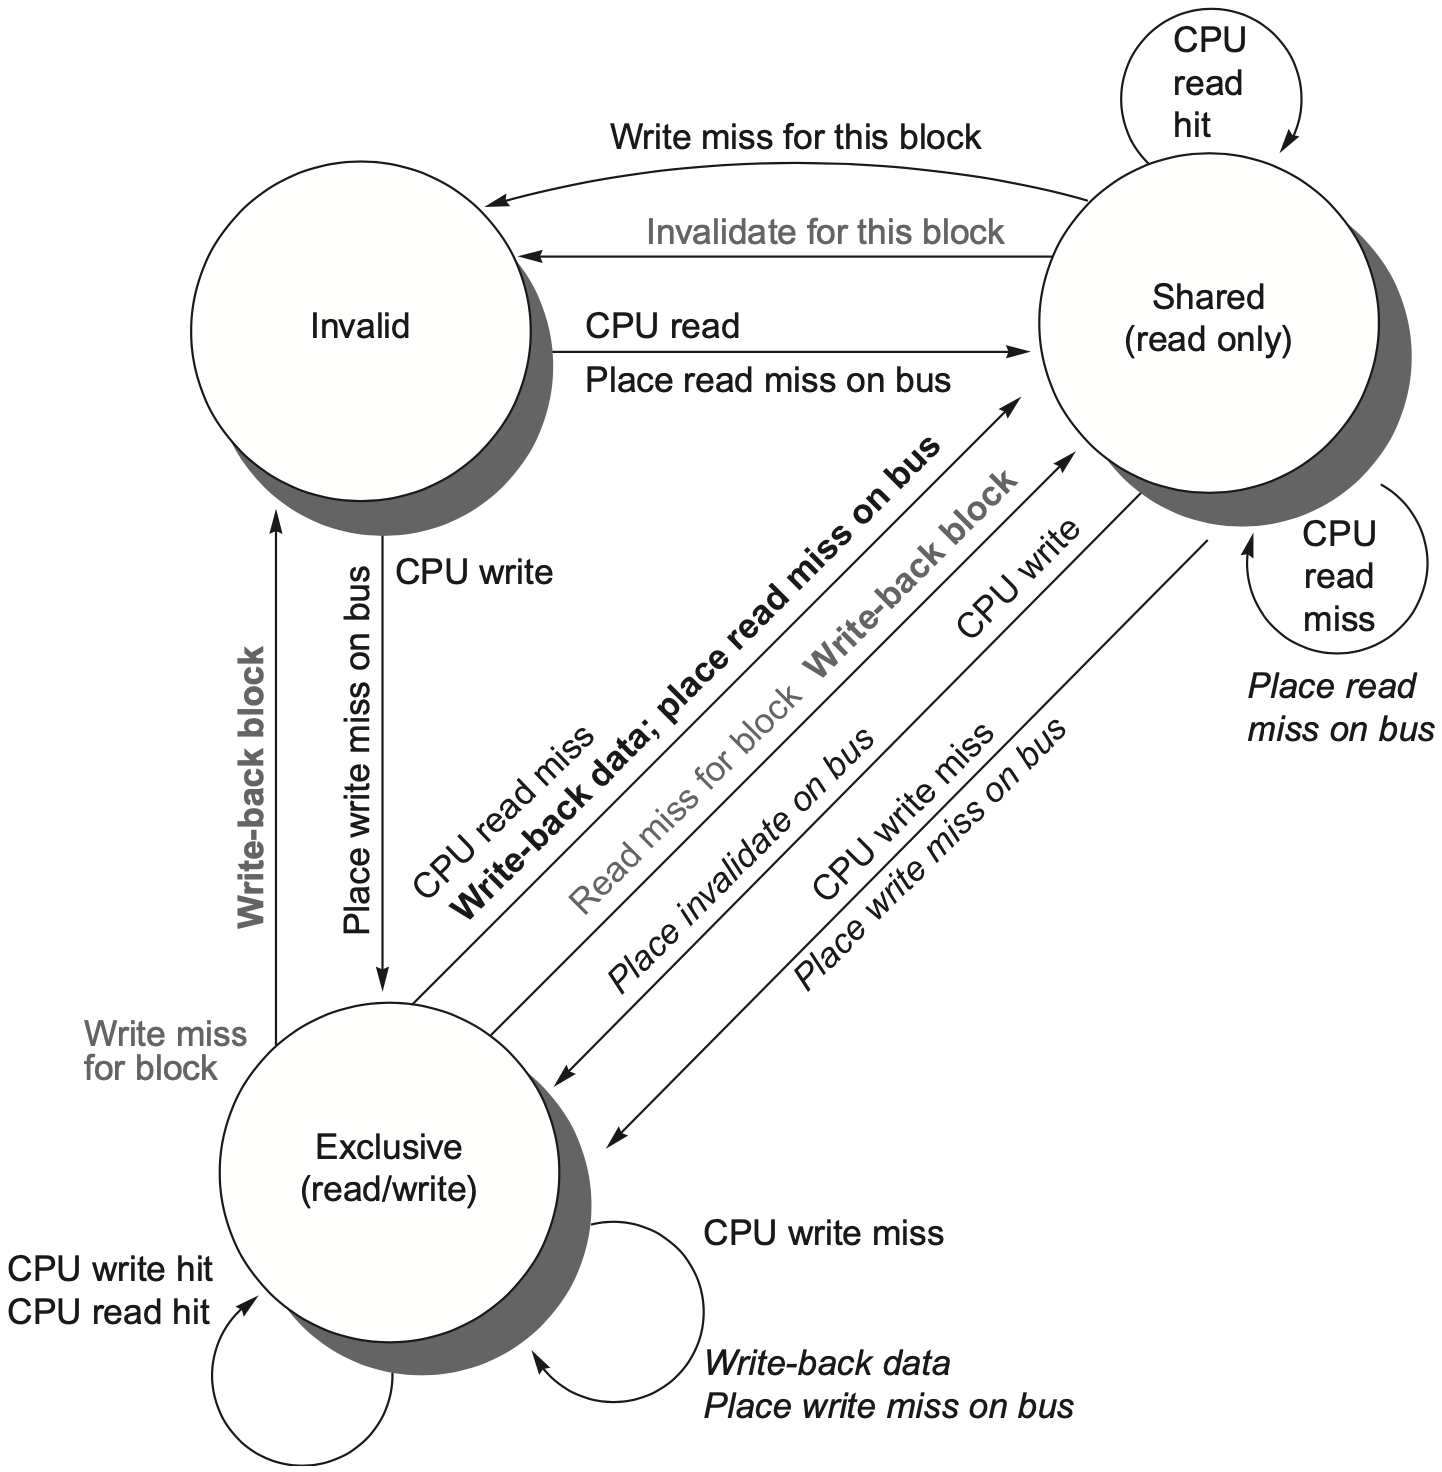 CPU
read
hit
Write miss for this block
Invalidate for this block
Invalid
Shared
(read only)
CPU read
Place read miss on bus
CPU write
Place write miss on bus
Write-back block
Write miss
for block
CPU read miss
Write-back data; place read miss on bus
Read miss for block Write-back block
CPU write
Place invalidate on bus
CPU write miss
Place write miss on bus
CPU
read
miss
Place read
miss on bus
Exclusive
(read/write)
CPU write hit
CPU read hit
CPU write miss
Write-back data
Place write miss on bus